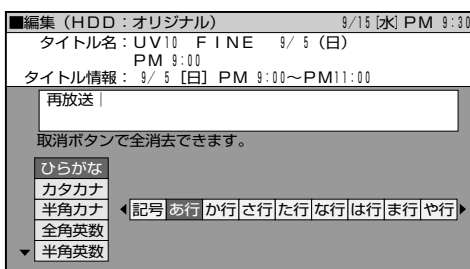 ■編集（HDD：オリジナル） 9/15[水]PM 9:30
タイトル名：UV10 FINE 9/ 5（日）
PM 9:00
タイトル情報： 9/ 5［日］PM 9:00～PM11:00
再放送|
取消ボタンで全消去できます。
ひらがな
カタカナ
半角カナ ◀記号 あ行 か行 さ行 た行 な行 は行 ま行 や行▶
全角英数
▼ 半角英数